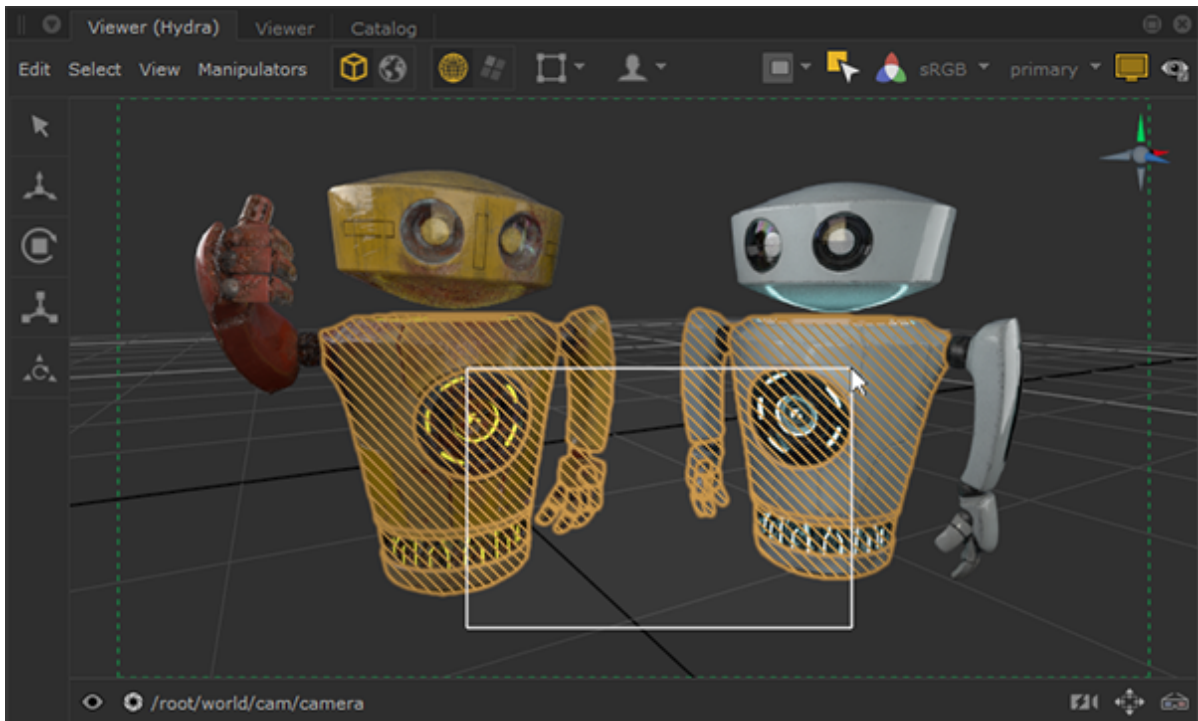 Viewer (Hydra) Viewer Catalog
Edit Select View Manipulators sRGB primary
/root/world/cam/camera